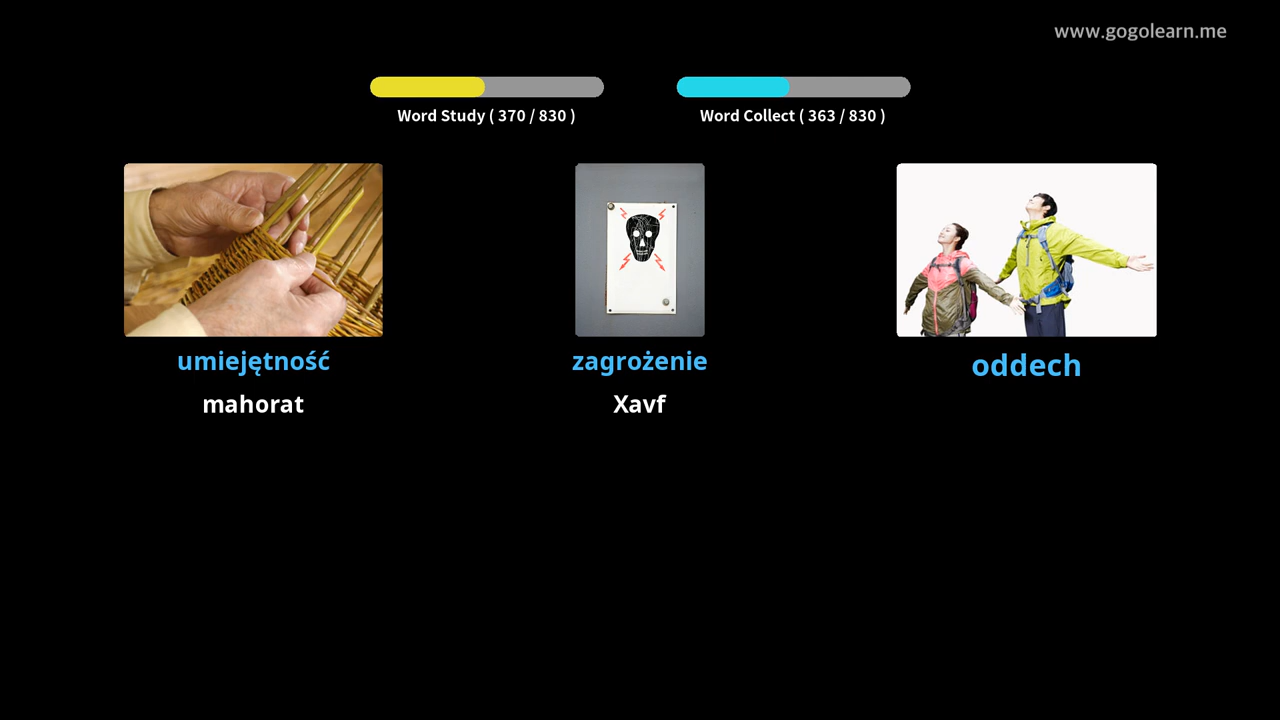 www.gogolearn.me
Word Study ( 370 / 830 )
Word Collect ( 363 / 830 )
umiejętność
zagrożenie
oddech
mahorat
Xavf